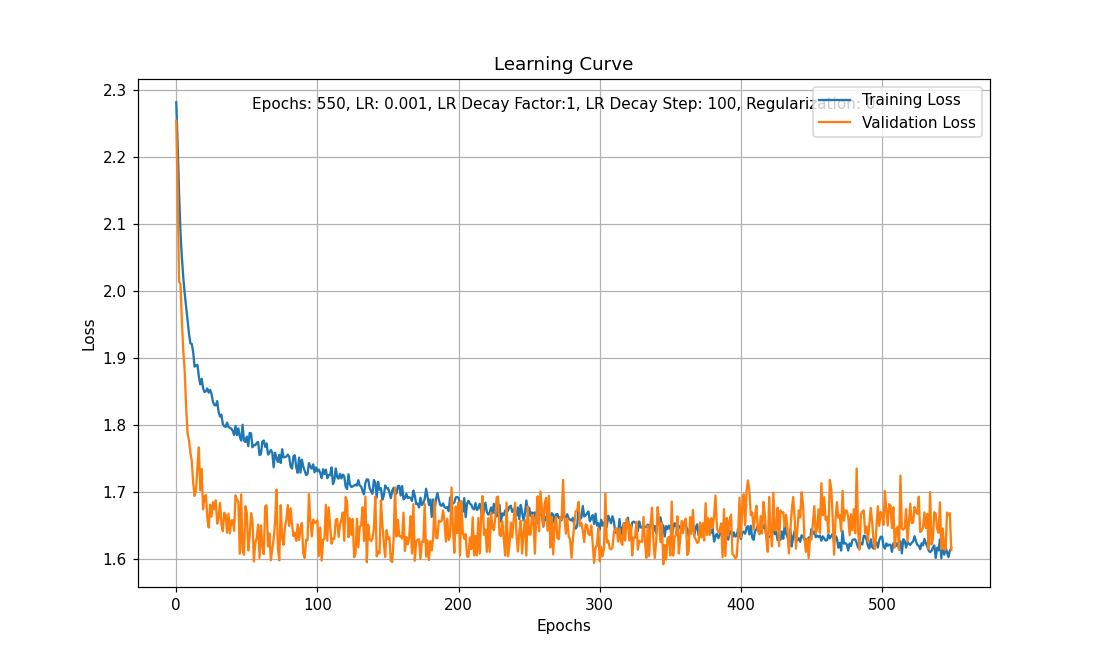 Learning Curve
Epochs: 550, LR: 0.001, LR Decay Factor:1, LR Decay Step: 100, Regularization: 0
Training Loss
Validation Loss
2.3
2.2
2.1
2.0
1.9
1.8
1.7
1.6
Loss
0 100 200 300 400 500
Epochs